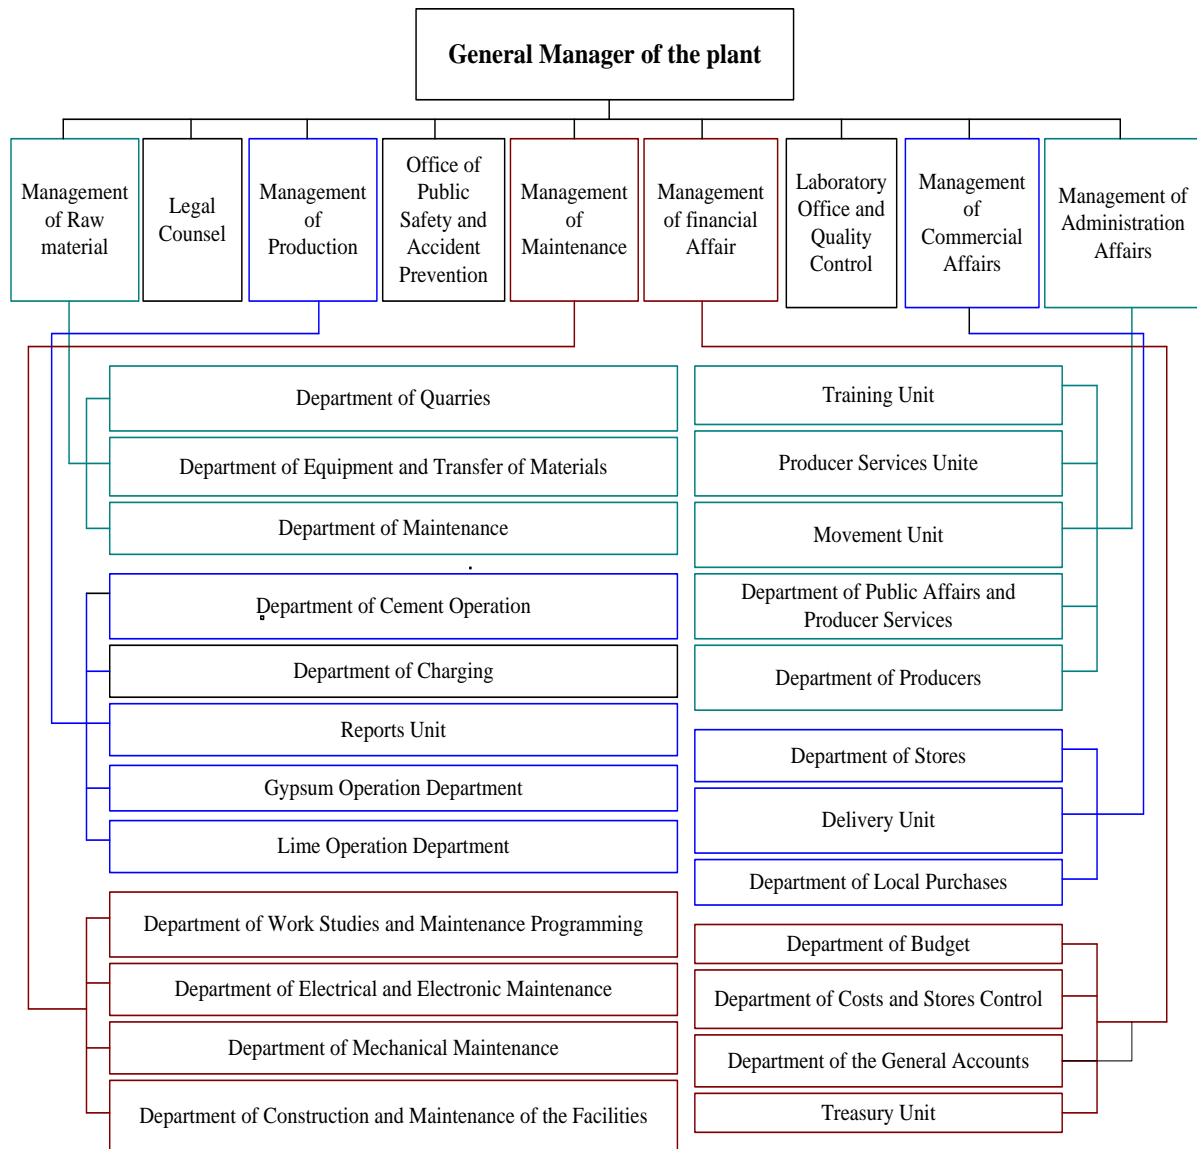 General Manager of the plant
Management
of Raw
material
Legal
Counsel
Management
of
Production
Office of
Public
Safety and
Accident
Prevention
Management
of
Maintenance
Management
of financial
Affair
Laboratory
Office and
Quality
Control
Management
of
Commercial
Affairs
Management of
Administration
Affairs
Department of Quarries
Department of Equipment and Transfer of Materials
Department of Maintenance
Department of Cement Operation
Department of Charging
Reports Unit
Gypsum Operation Department
Lime Operation Department
Department of Work Studies and Maintenance Programming
Department of Electrical and Electronic Maintenance
Department of Mechanical Maintenance
Department of Construction and Maintenance of the Facilities
Training Unit
Producer Services Unite
Movement Unit
Department of Public Affairs and
Producer Services
Department of Producers
Department of Stores
Delivery Unit
Department of Local Purchases
Department of Budget
Department of Costs and Stores Control
Department of the General Accounts
Treasury Unit